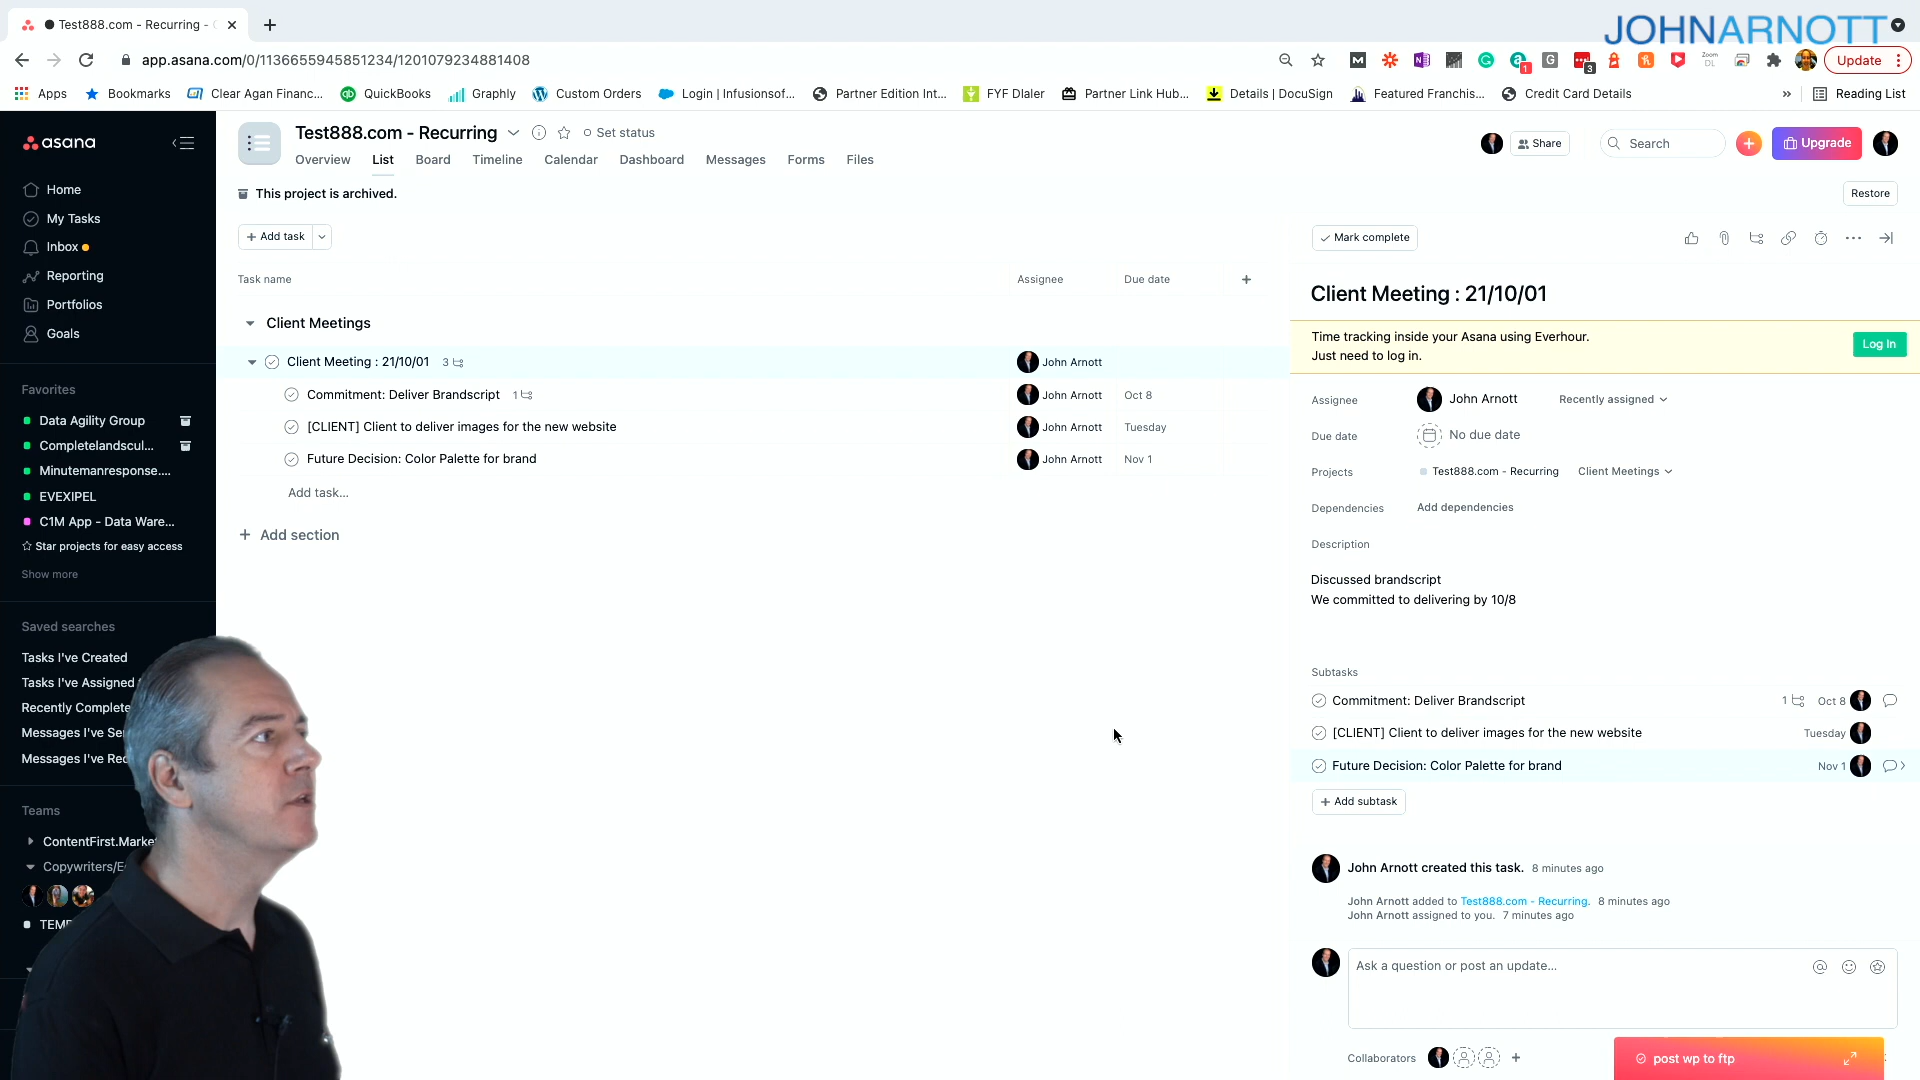 Test888.com - Recurring -
JOHNARNOTT
app.asana.com/0/1136655945851234/1201079234881408
Update
Apps
Bookmarks
Clear Agan Financ...
QuickBooks
Graphly
Custom Orders
Login | Infusionsof...
Partner Edition Int...
FYF DIaler
Partner Link Hub...
Details | DocuSign
Featured Franchis...
Credit Card Details
»
Reading List
asana
Test888.com - Recurring
Set status
Overview
List
Board
Timeline
Calendar
Dashboard
Messages
Forms
Files
Share
Search
Upgrade
This project is archived.
Restore
Home
My Tasks
Inbox
Reporting
Portfolios
Goals
Favorites
Data Agility Group
Completelandscul...
Minutemanresponse....
EVEXIPEL
C1M App - Data Ware...
Star projects for easy access
Show more
Saved searches
Tasks I've Created
Tasks I've Assigned
Recently Complete
Messages I've Se
Messages I've Rec
Teams
ContentFirst.Marke
Copywriters/E
TEMP
+ Add task
Task name
Assignee
Due date
+
Client Meetings
Client Meeting : 21/10/01 3
John Arnott
Commitment: Deliver Brandscript 1
John Arnott
Oct 8
[CLIENT] Client to deliver images for the new website
John Arnott
Tuesday
Future Decision: Color Palette for brand
John Arnott
Nov 1
Add task...
+ Add section
Mark complete
Client Meeting : 21/10/01
Time tracking inside your Asana using Everhour.
Just need to log in.
Log In
Assignee
John Arnott
Recently assigned
Due date
No due date
Projects
Test888.com - Recurring
Client Meetings
Dependencies
Add dependencies
Description
Discussed brandscript
We committed to delivering by 10/8
Subtasks
Commitment: Deliver Brandscript
1
Oct 8
[CLIENT] Client to deliver images for the new website
Tuesday
Future Decision: Color Palette for brand
Nov 1
+ Add subtask
John Arnott created this task. 8 minutes ago
John Arnott added to Test888.com - Recurring. 8 minutes ago
John Arnott assigned to you. 7 minutes ago
Ask a question or post an update...
Collaborators
+
post wp to ftp